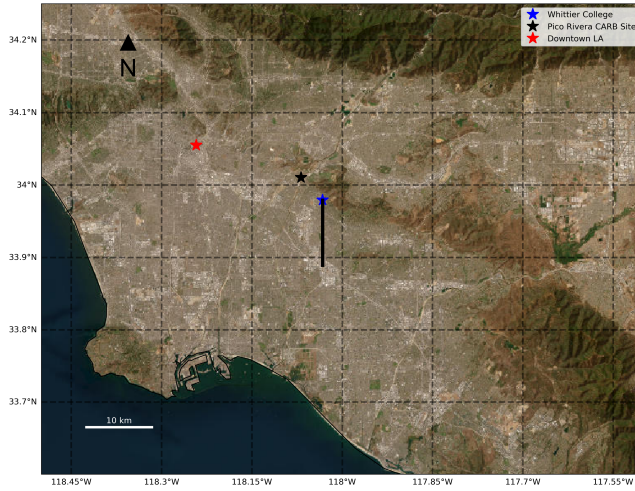 Whittier College
Pico Rivera CARB Site
Downtown LA
34.2°N
N
34.1°N
34°N
33.9°N
33.8°N
33.7°N
10 km
118.45°W 118.3°W 118.15°W 118°W 117.85°W 117.7°W 117.55°W